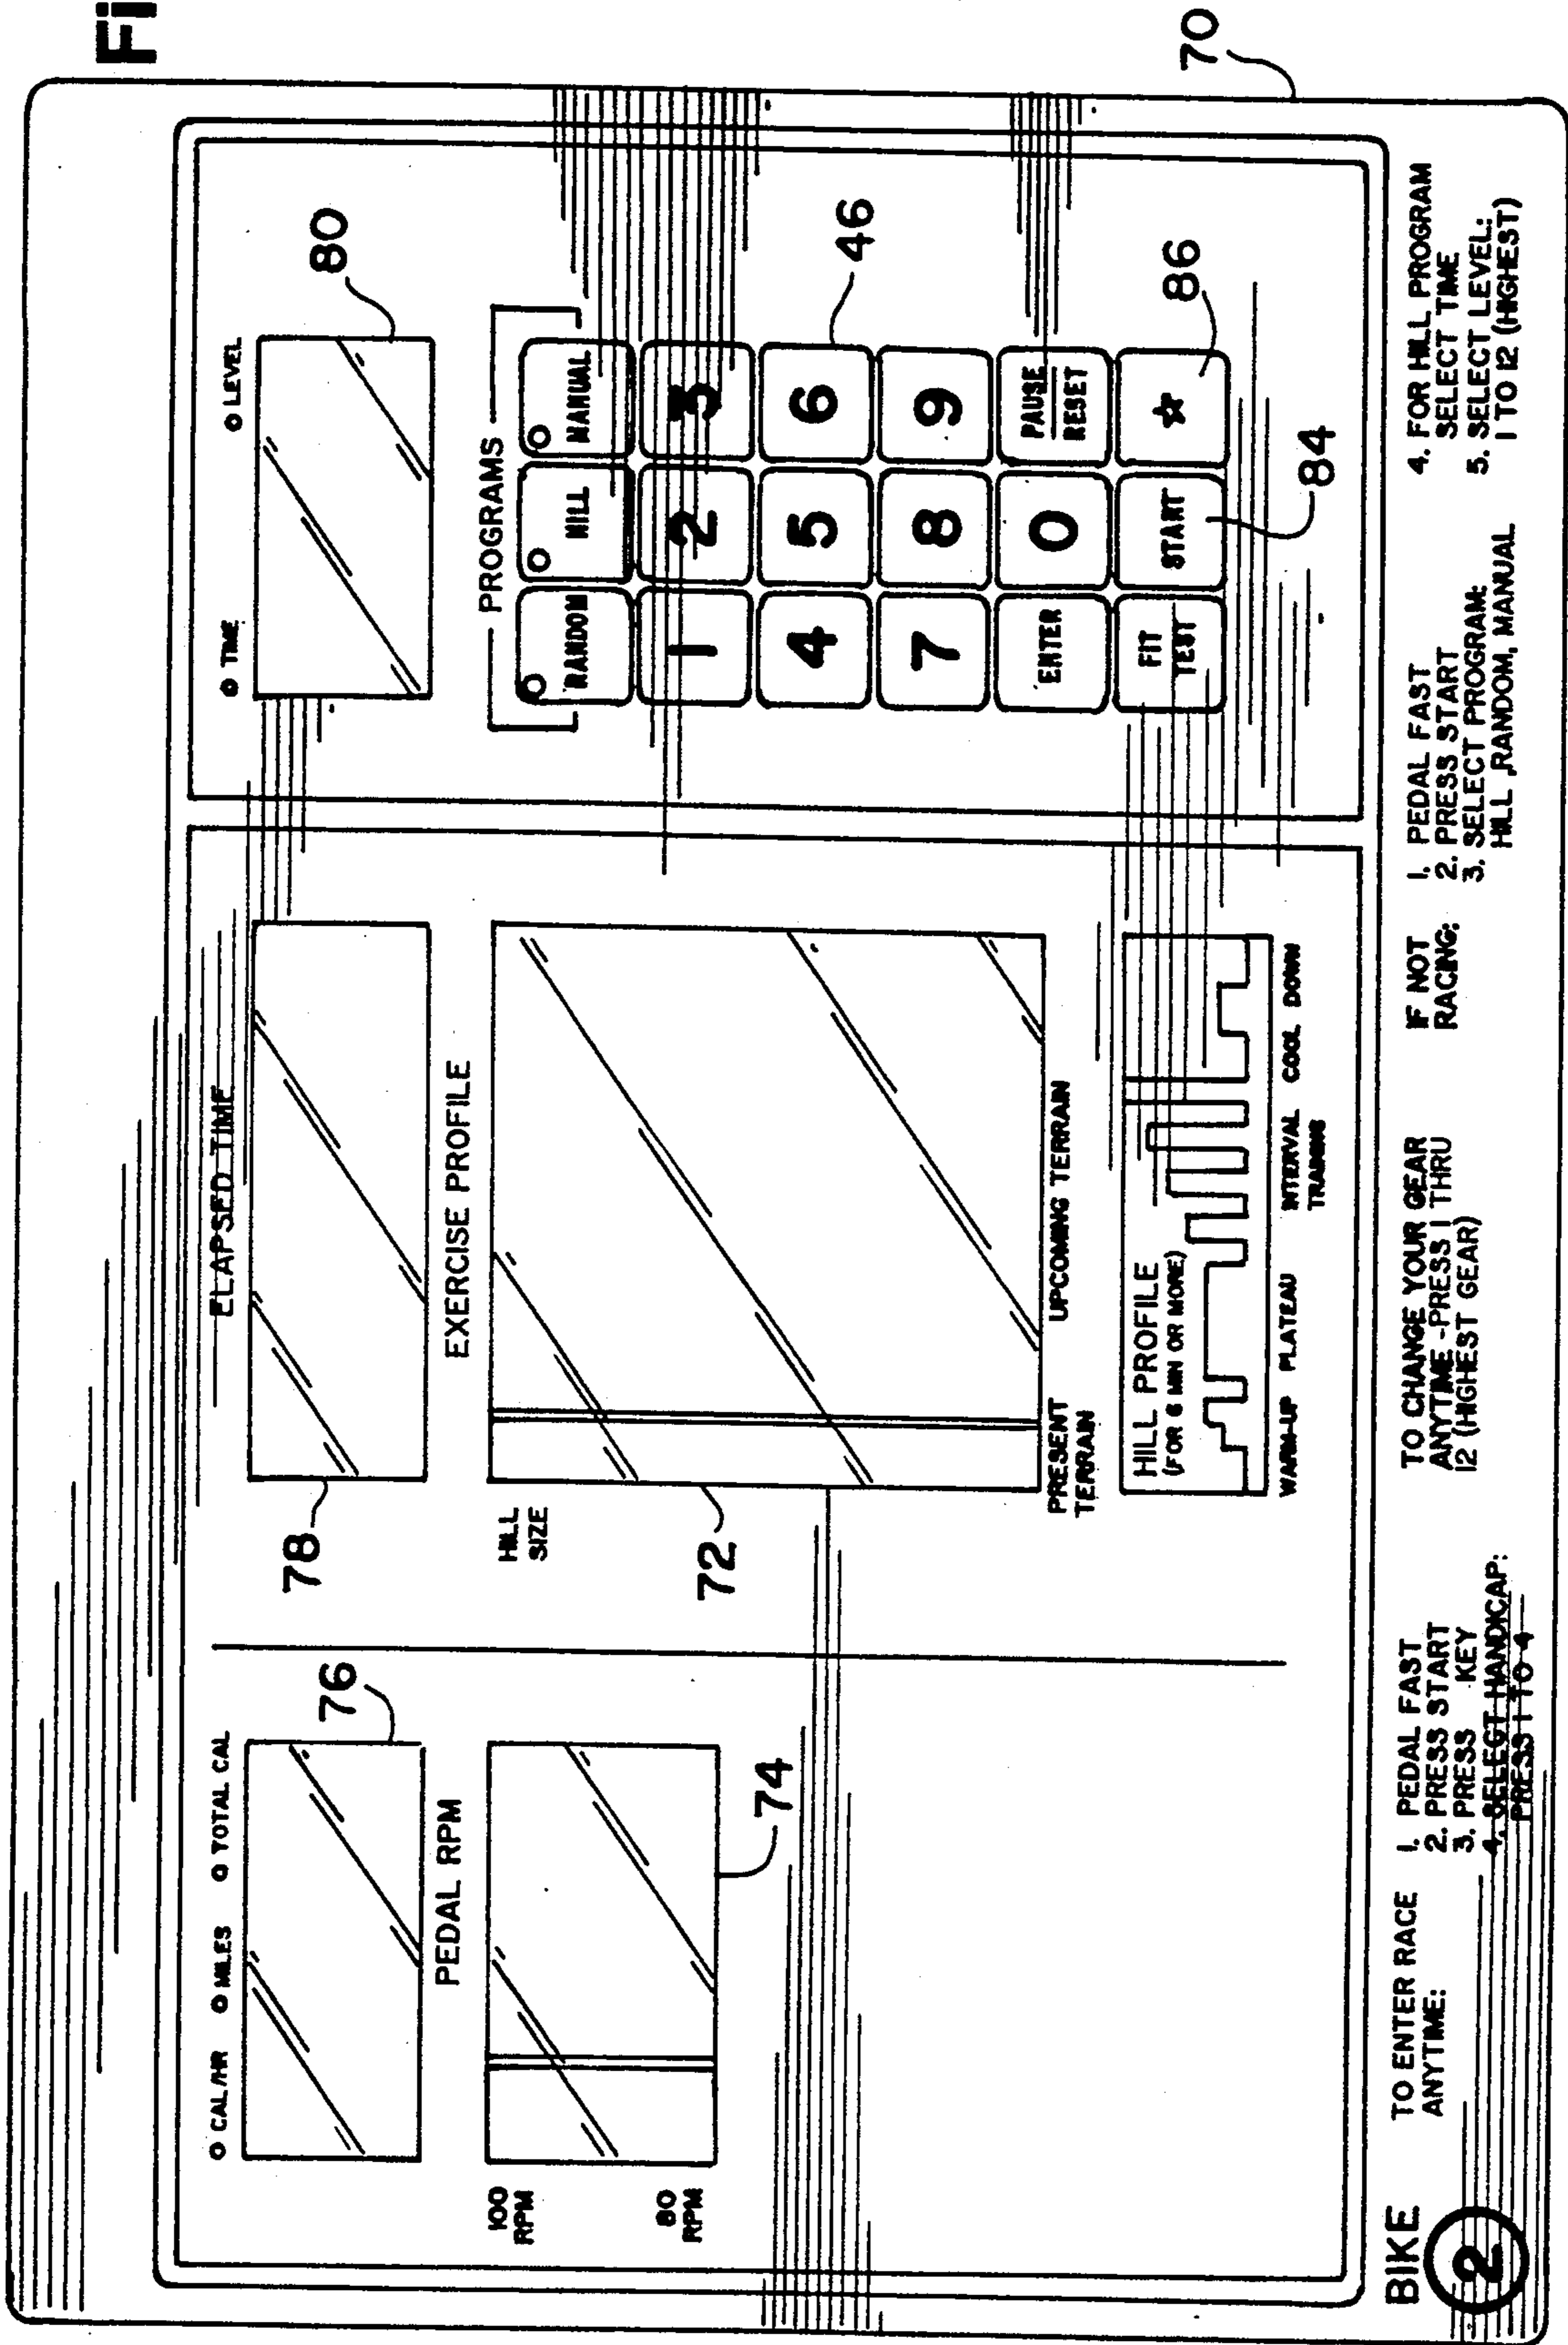 Fi
O CAL/HR O MILES O TOTAL CAL
76
PEDAL RPM
100
RPM
80
RPM
74
ELAPSED TIME
78
EXERCISE PROFILE
HILL
SIZE
72
PRESENT
TERRAIN
UPCOMING TERRAIN
HILL PROFILE
(FOR 6 MIN OR MORE)
WARM-UP PLATEAU INTERVAL COOL DOWN
TRAINING
O TIME O LEVEL
80
PROGRAMS
RANDOM HILL MANUAL
1 2 3
4 5 6
46
7 8 9
ENTER 0 PAUSE
RESET
FIT
TEST
START ☆
86
84
70
BIKE
2
TO ENTER RACE
ANYTIME:
1. PEDAL FAST
2. PRESS START
3. PRESS KEY
4. SELECT HANDICAP:
PRESS 1 TO 4
TO CHANGE YOUR GEAR
ANYTIME-PRESS 1 THRU
12 (HIGHEST GEAR)
IF NOT
RACING:
1. PEDAL FAST
2. PRESS START
3. SELECT PROGRAM:
HILL, RANDOM, MANUAL
4. FOR HILL PROGRAM
SELECT TIME
5. SELECT LEVEL:
1 TO 12 (HIGHEST)